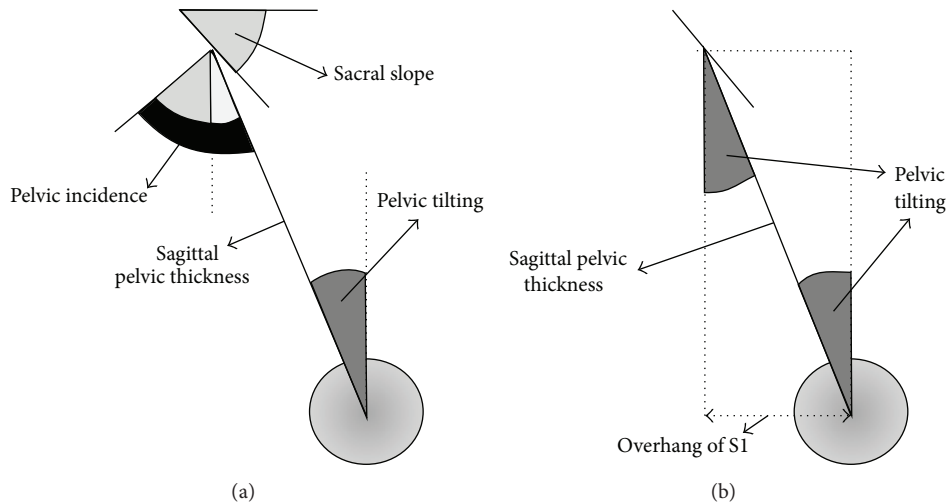 Sacral slope
Pelvic incidence
Pelvic tilting
Sagittal
pelvic thickness
(a)
Pelvic
tilting
Sagittal pelvic
thickness
Overhang of S1
(b)